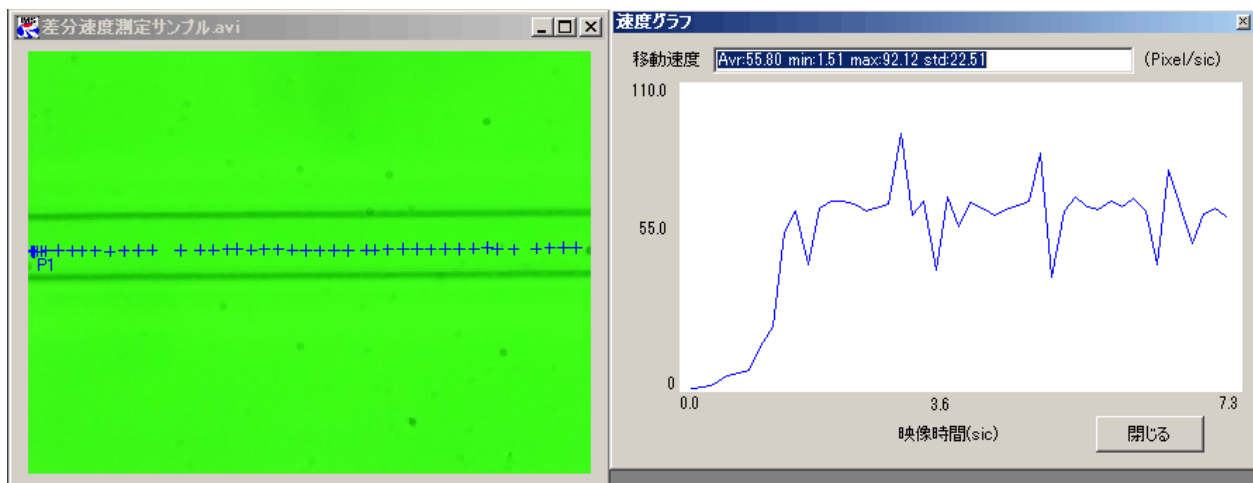 差分速度測定サンプル.avi
P1
速度グラフ
移動速度 Avr:55.80 min:1.51 max:92.12 std:22.51 (Pixel/sic)
110.0
55.0
0
0.0 3.6 7.3
映像時間(sic)
閉じる